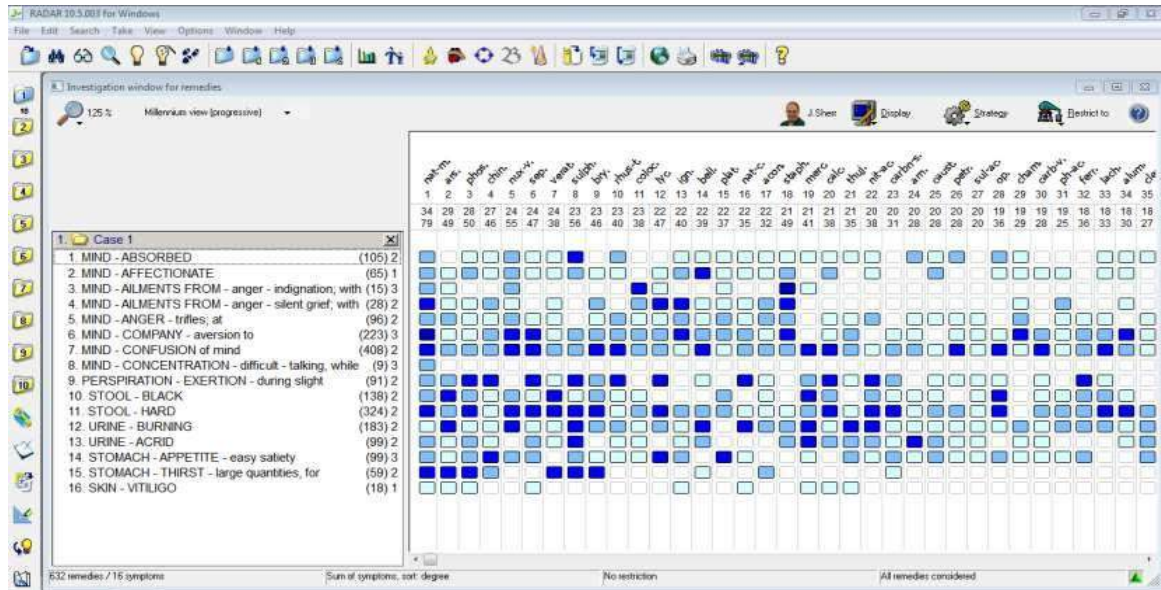 RADAR 10.5.003 for Windows
File Edit Search Take View Options Window Help
Investigation window for remedies
125 % Millennium view (progressive) J.Sherr Display Strategy Restrict to
nat-m. ars. phos. chin. nux-v. sep. verat. sulph. bry. rhus-t. coloc. lyc. ign. bell. plat. nat-c. acon. staph. merc. calc. thuj. nit-ac. carbn-s. am. caust. petr. sul-ac. op. cham. carb-v. ph-ac. ferr. lach. alum.
1 2 3 4 5 6 7 8 9 10 11 12 13 14 15 16 17 18 19 20 21 22 23 24 25 26 27 28 29 30 31 32 33 34 35
34 29 28 27 24 24 24 23 23 23 23 22 22 22 22 22 22 21 21 21 21 20 20 20 20 20 20 19 19 19 19 18 18 18 18
79 49 50 46 55 47 38 56 46 40 38 47 40 39 37 35 32 49 41 38 35 38 31 28 28 28 20 36 29 28 25 36 33 30 27
1. Case 1
1. MIND - ABSORBED (105) 2
2. MIND - AFFECTIONATE (65) 1
3. MIND - AILMENTS FROM - anger - indignation; with (15) 3
4. MIND - AILMENTS FROM - anger - silent grief; with (28) 2
5. MIND - ANGER - trifles; at (96) 2
6. MIND - COMPANY - aversion to (223) 3
7. MIND - CONFUSION of mind (408) 2
8. MIND - CONCENTRATION - difficult - talking, while (9) 3
9. PERSPIRATION - EXERTION - during slight (91) 2
10. STOOL - BLACK (138) 2
11. STOOL - HARD (324) 2
12. URINE - BURNING (183) 2
13. URINE - ACRID (99) 2
14. STOMACH - APPETITE - easy satiety (99) 3
15. STOMACH - THIRST - large quantities, for (59) 2
16. SKIN - VITILIGO (18) 1
632 remedies / 16 symptoms Sum of symptoms, sort: degree No restriction All remedies considered